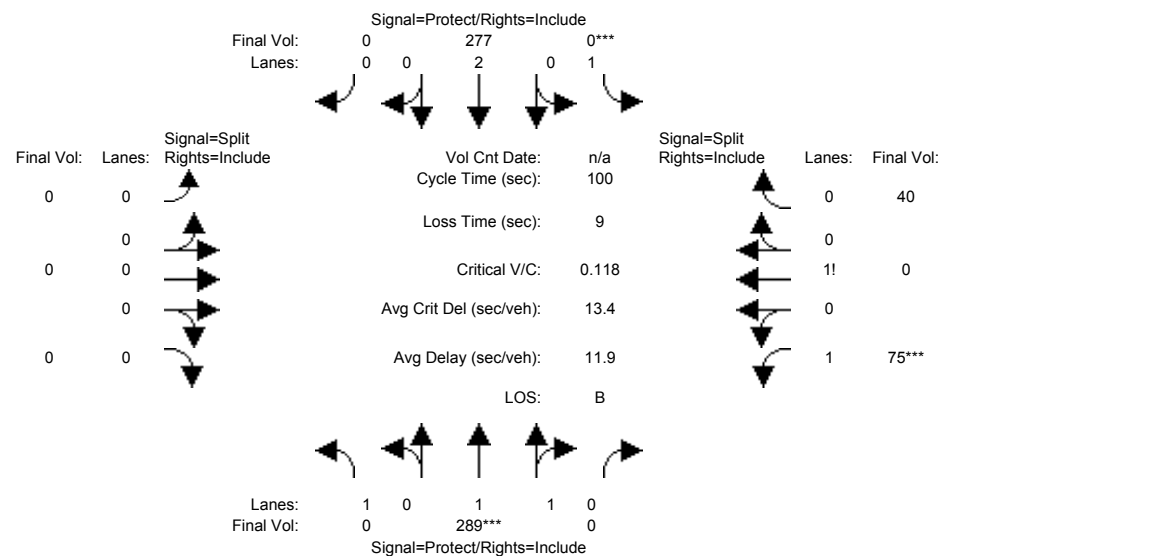 Signal=Protect/Rights=Include
Final Vol: 0 277 0***
Lanes: 0 0 2 0 1
Signal=Split
Final Vol: Lanes: Rights=Include
Vol Cnt Date: n/a
Signal=Split
Rights=Include Lanes: Final Vol:
Cycle Time (sec): 100
0 0
0 40
Loss Time (sec): 9
0
0
0 0
Critical V/C: 0.118
1! 0
0
Avg Crit Del (sec/veh): 13.4
0
0 0
Avg Delay (sec/veh): 11.9
1 75***
LOS: B
Lanes: 1 0 1 1 0
Final Vol: 0 289*** 0
Signal=Protect/Rights=Include